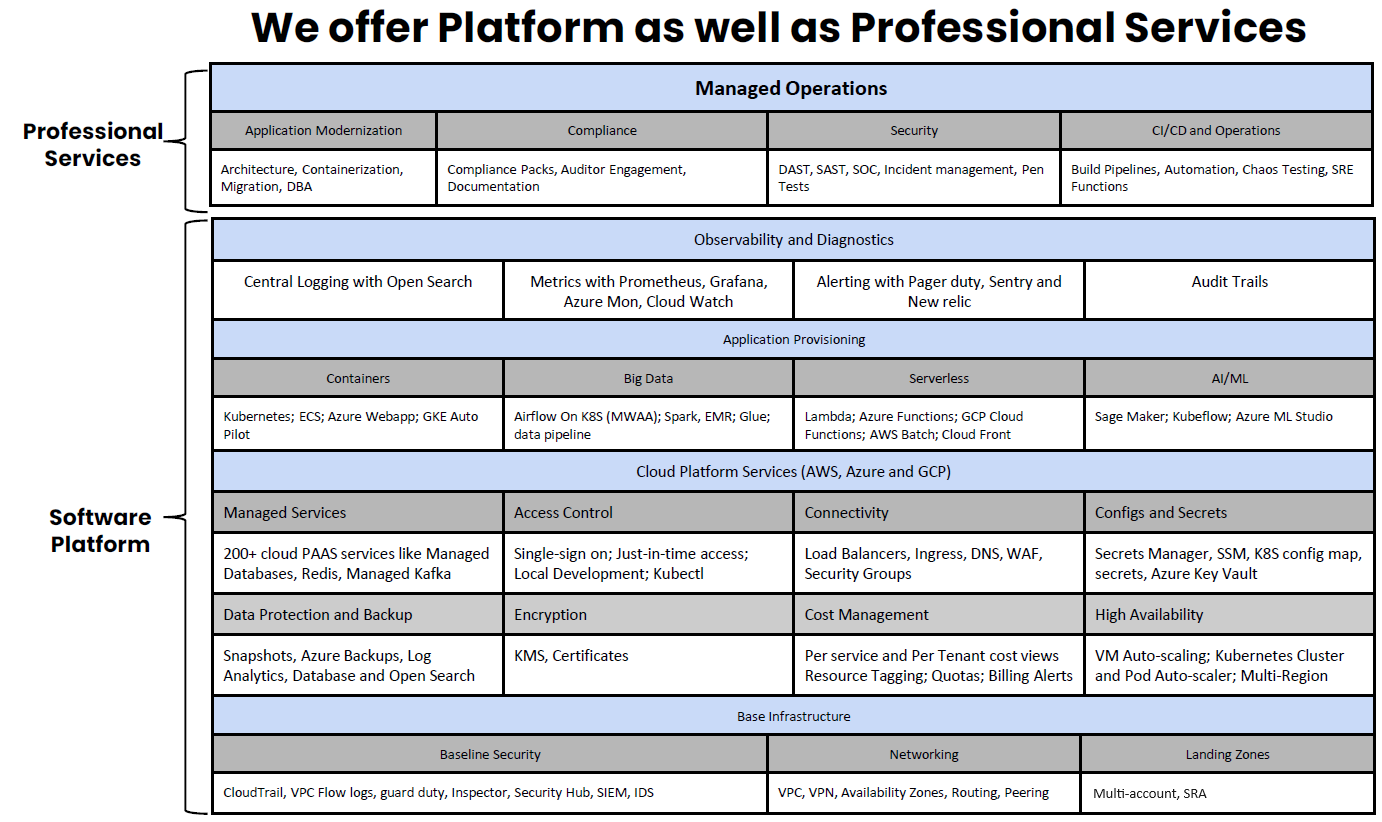 We offer Platform as well as Professional Services
Professional
Services
Managed Operations
Application Modernization
Compliance
Security
CI/CD and Operations
Architecture, Containerization,
Migration, DBA
Compliance Packs, Auditor Engagement,
Documentation
DAST, SAST, SOC, Incident management, Pen
Tests
Build Pipelines, Automation, Chaos Testing, SRE
Functions
Software
Platform
Observability and Diagnostics
Central Logging with Open Search
Metrics with Prometheus, Grafana,
Azure Mon, Cloud Watch
Alerting with Pager duty, Sentry and
New relic
Audit Trails
Application Provisioning
Containers
Big Data
Serverless
AI/ML
Kubernetes; ECS; Azure Webapp; GKE Auto
Pilot
Airflow On K8S (MWAA); Spark, EMR; Glue;
data pipeline
Lambda; Azure Functions; GCP Cloud
Functions; AWS Batch; Cloud Front
Sage Maker; Kubeflow; Azure ML Studio
Cloud Platform Services (AWS, Azure and GCP)
Managed Services
Access Control
Connectivity
Configs and Secrets
200+ cloud PAAS services like Managed
Databases, Redis, Managed Kafka
Single-sign on; Just-in-time access;
Local Development; Kubectl
Load Balancers, Ingress, DNS, WAF,
Security Groups
Secrets Manager, SSM, K8S config map,
secrets, Azure Key Vault
Data Protection and Backup
Encryption
Cost Management
High Availability
Snapshots, Azure Backups, Log
Analytics, Database and Open Search
KMS, Certificates
Per service and Per Tenant cost views
Resource Tagging; Quotas; Billing Alerts
VM Auto-scaling; Kubernetes Cluster
and Pod Auto-scaler; Multi-Region
Base Infrastructure
Baseline Security
Networking
Landing Zones
CloudTrail, VPC Flow logs, guard duty, Inspector, Security Hub, SIEM, IDS
VPC, VPN, Availability Zones, Routing, Peering
Multi-account, SRA